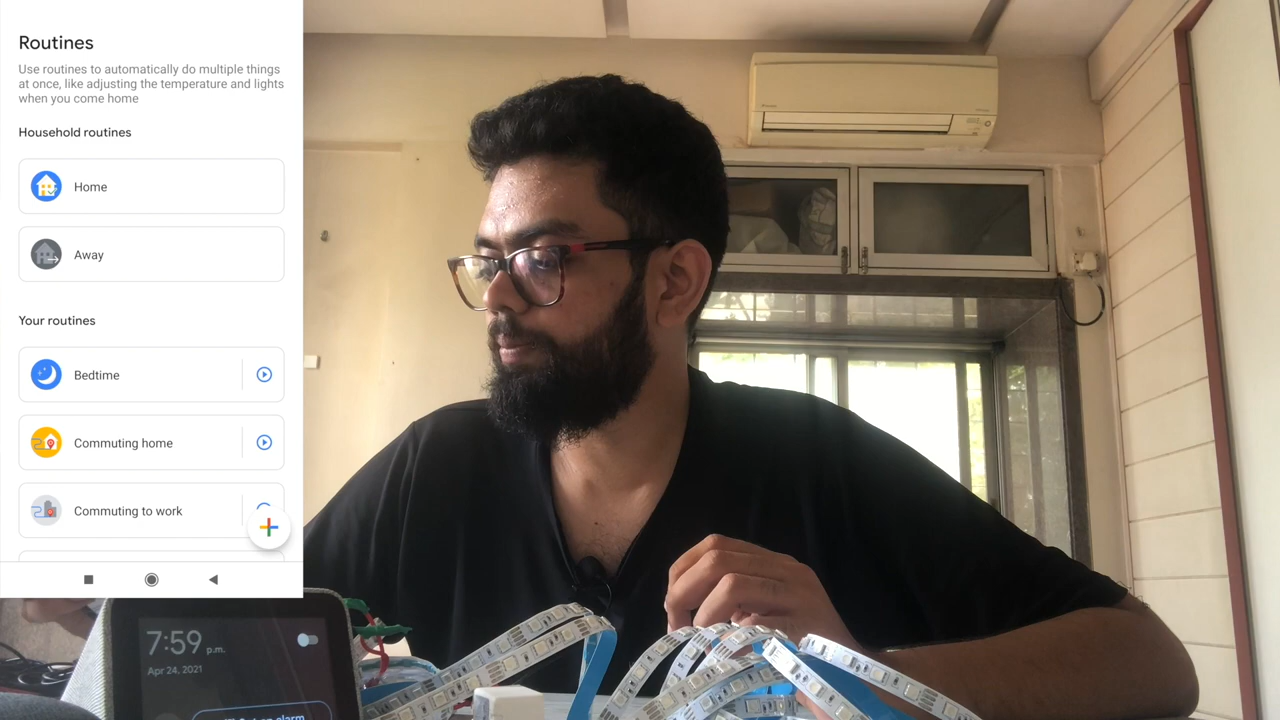 Routines
Use routines to automatically do multiple things
at once, like adjusting the temperature and lights
when you come home
Household routines
Home
Away
Your routines
Bedtime
Commuting home
Commuting to work
7:59 p.m.
Apr 24, 2021
alarm